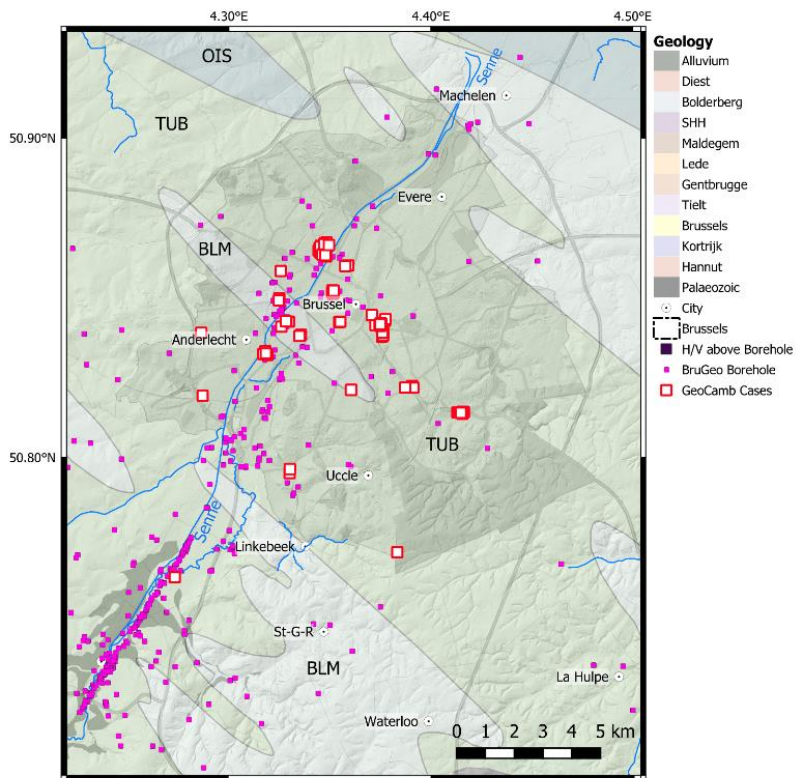 4.30°E 4.40°E 4.50°E
OIS
Senne
Machelen
TUB
50.90°N
Evere
BLM
Brussel
Anderlecht
TUB
50.80°N
Uccle
Senne
Linkebeek
St-G-R
BLM
La Hulpe
Waterloo
0 1 2 3 4 5 km
Geology
Alluvium
Diest
Bolderberg
SHH
Maldegem
Lede
Gentbrugge
Tielt
Brussels
Kortrijk
Hannut
Palaeozoic
City
Brussels
H/V above Borehole
BruGeo Borehole
GeoCamb Cases